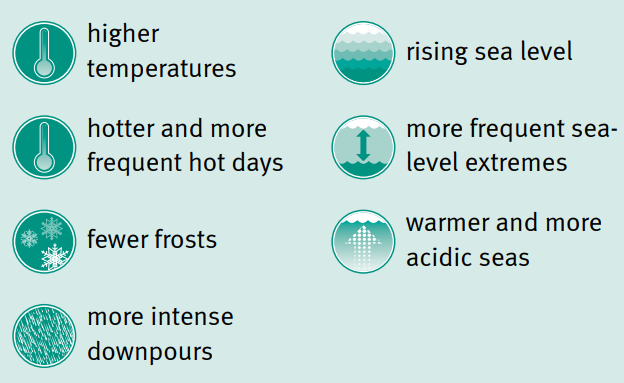 higher
temperatures
hotter and more
frequent hot days
fewer frosts
more intense
downpours
rising sea level
more frequent sea-
level extremes
warmer and more
acidic seas